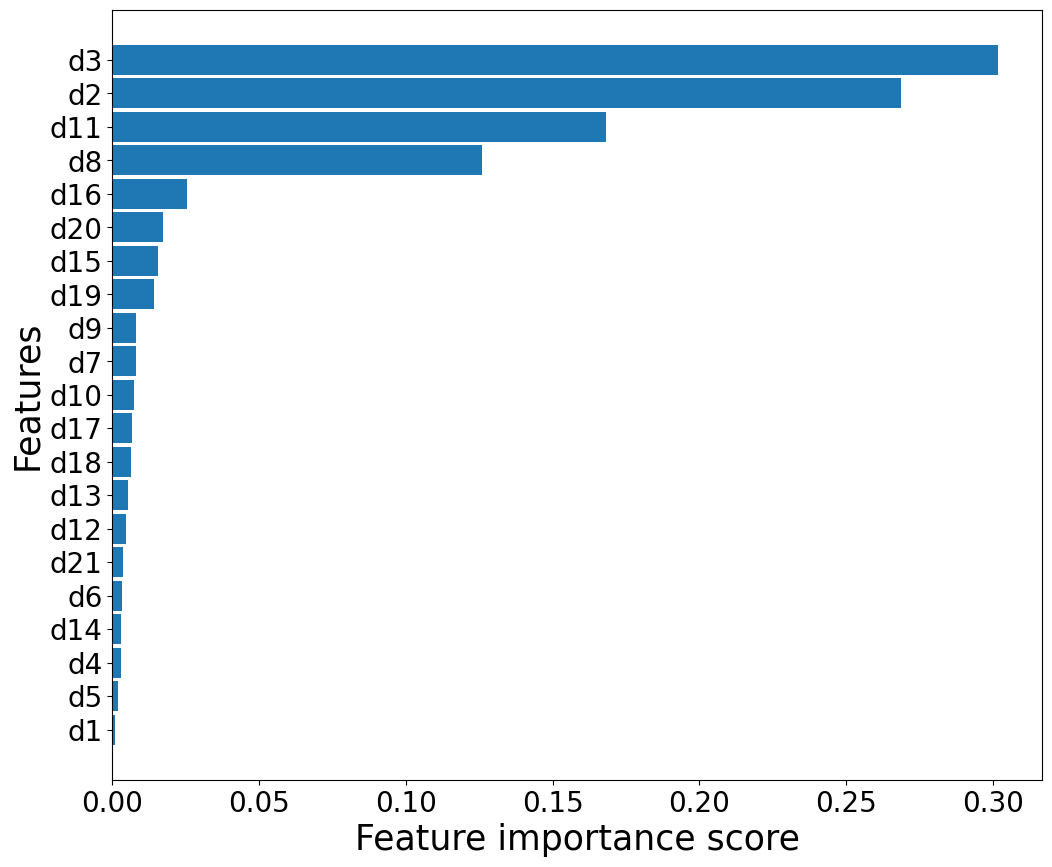 d3
d2
d11
d8
d16
d20
d15
d19
d9
d7
d10
d17
d18
d13
d12
d21
d6
d14
d4
d5
d1
Features
0.00 0.05 0.10 0.15 0.20 0.25 0.30
Feature importance score